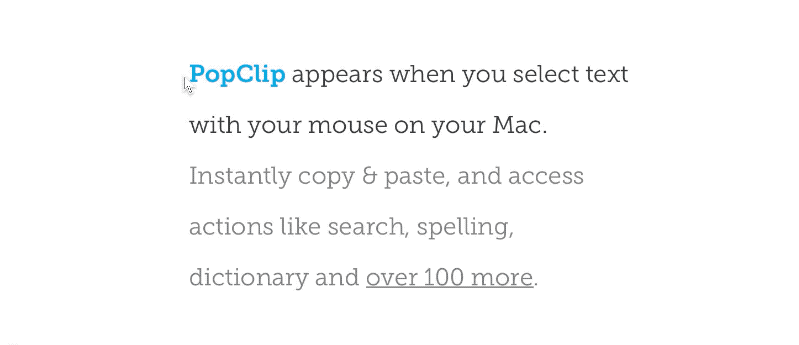 PopClip appears when you select text
with your mouse on your Mac.
Instantly copy & paste, and access
actions like search, spelling,
dictionary and over 100 more.